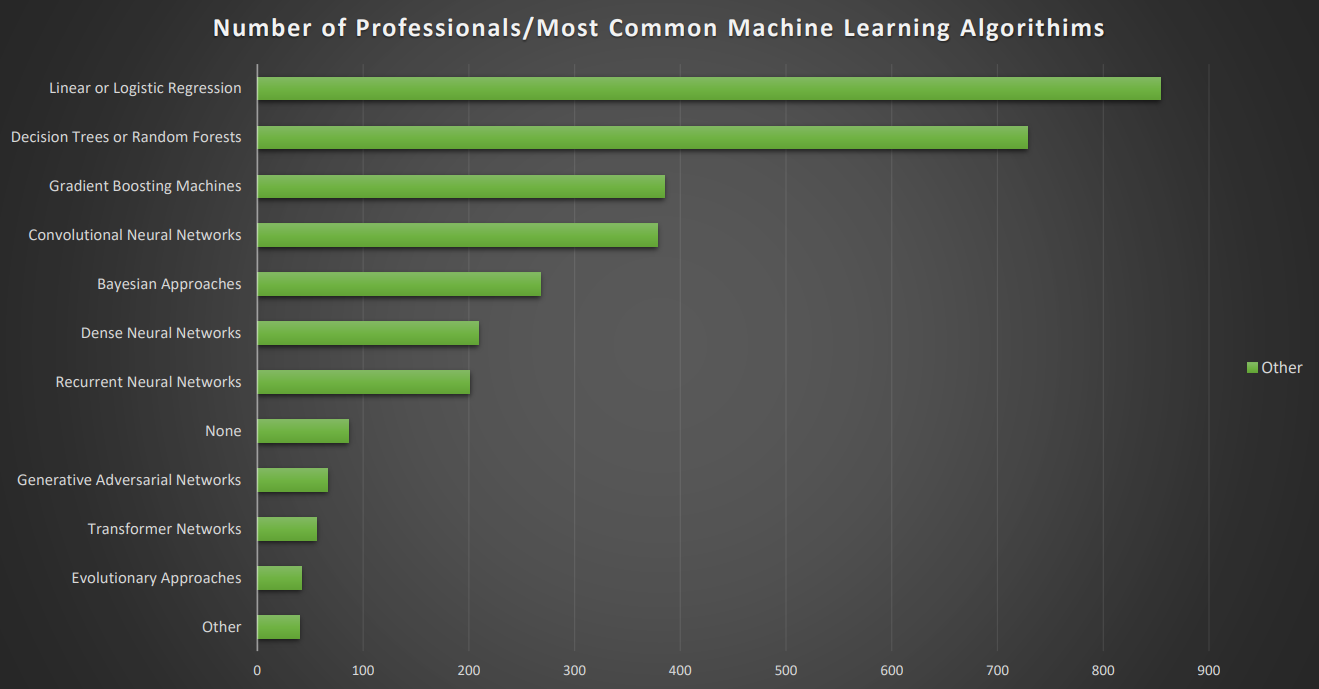 Number of Professionals/Most Common Machine Learning Algorithims
Linear or Logistic Regression
Decision Trees or Random Forests
Gradient Boosting Machines
Convolutional Neural Networks
Bayesian Approaches
Dense Neural Networks
Recurrent Neural Networks
None
Generative Adversarial Networks
Transformer Networks
Evolutionary Approaches
Other
0 100 200 300 400 500 600 700 800 900
Other